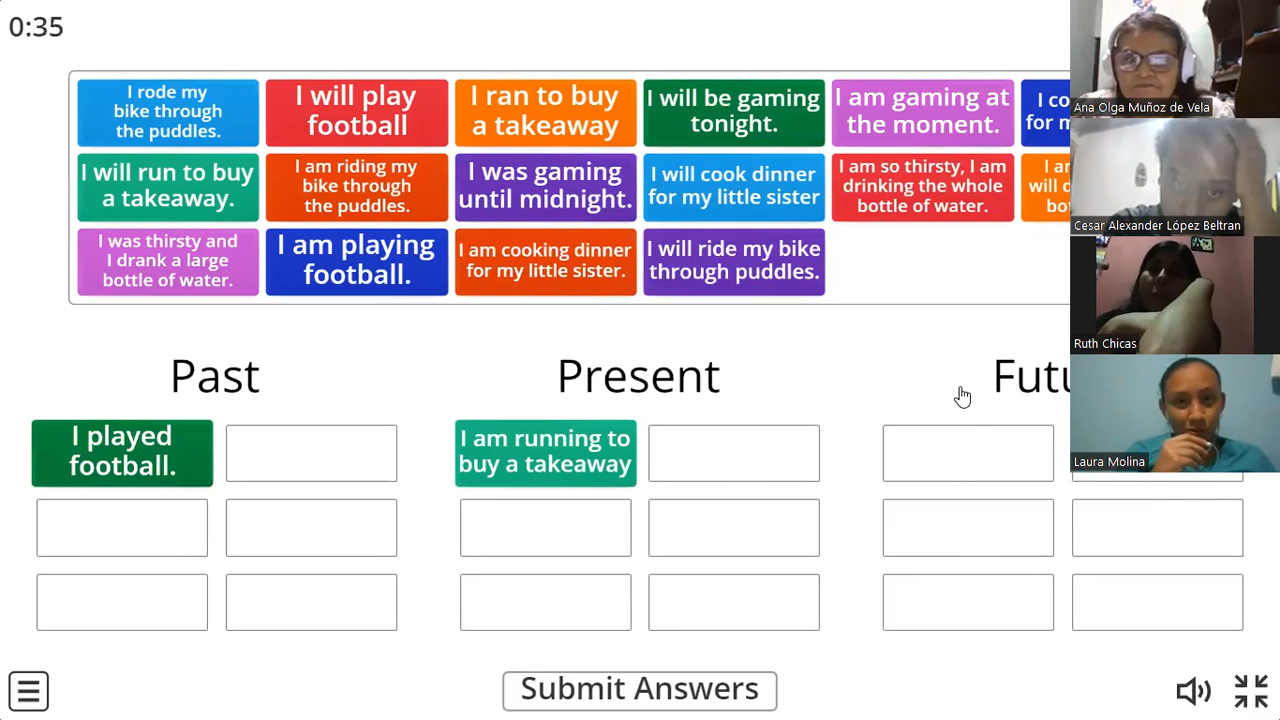 0:35
I rode my
bike through
the puddles.
I will play
football
I ran to buy
a takeaway
I will be gaming
tonight.
I am gaming at
the moment.
for
I will run to buy
a takeaway.
I am riding my
bike through
the puddles.
I was gaming
until midnight.
I will cook dinner
for my little sister
I am so thirsty, I am
drinking the whole
bottle of water.
will
I was thirsty and
I drank a large
bottle of water.
I am playing
football.
I am cooking dinner
for my little sister.
I will ride my bike
through puddles.
Past
Present
I played
football.
I am running to
buy a takeaway
Submit Answers
Ana Olga Muñoz de Vela
Cesar Alexander López Beltran
Ruth Chicas
Laura Molina